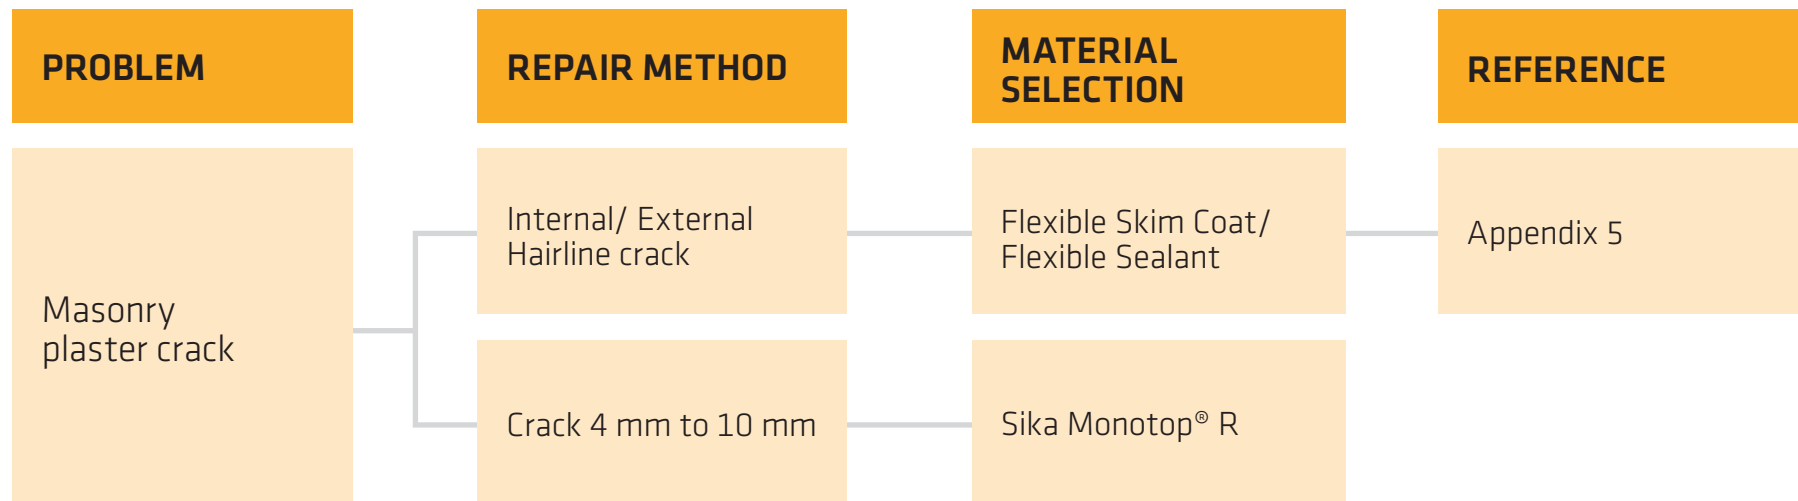 PROBLEM
REPAIR METHOD
MATERIAL
SELECTION
REFERENCE
Masonry
plaster crack
Internal/ External
Hairline crack
Flexible Skim Coat/
Flexible Sealant
Appendix 5
Crack 4 mm to 10 mm
Sika Monotop® R